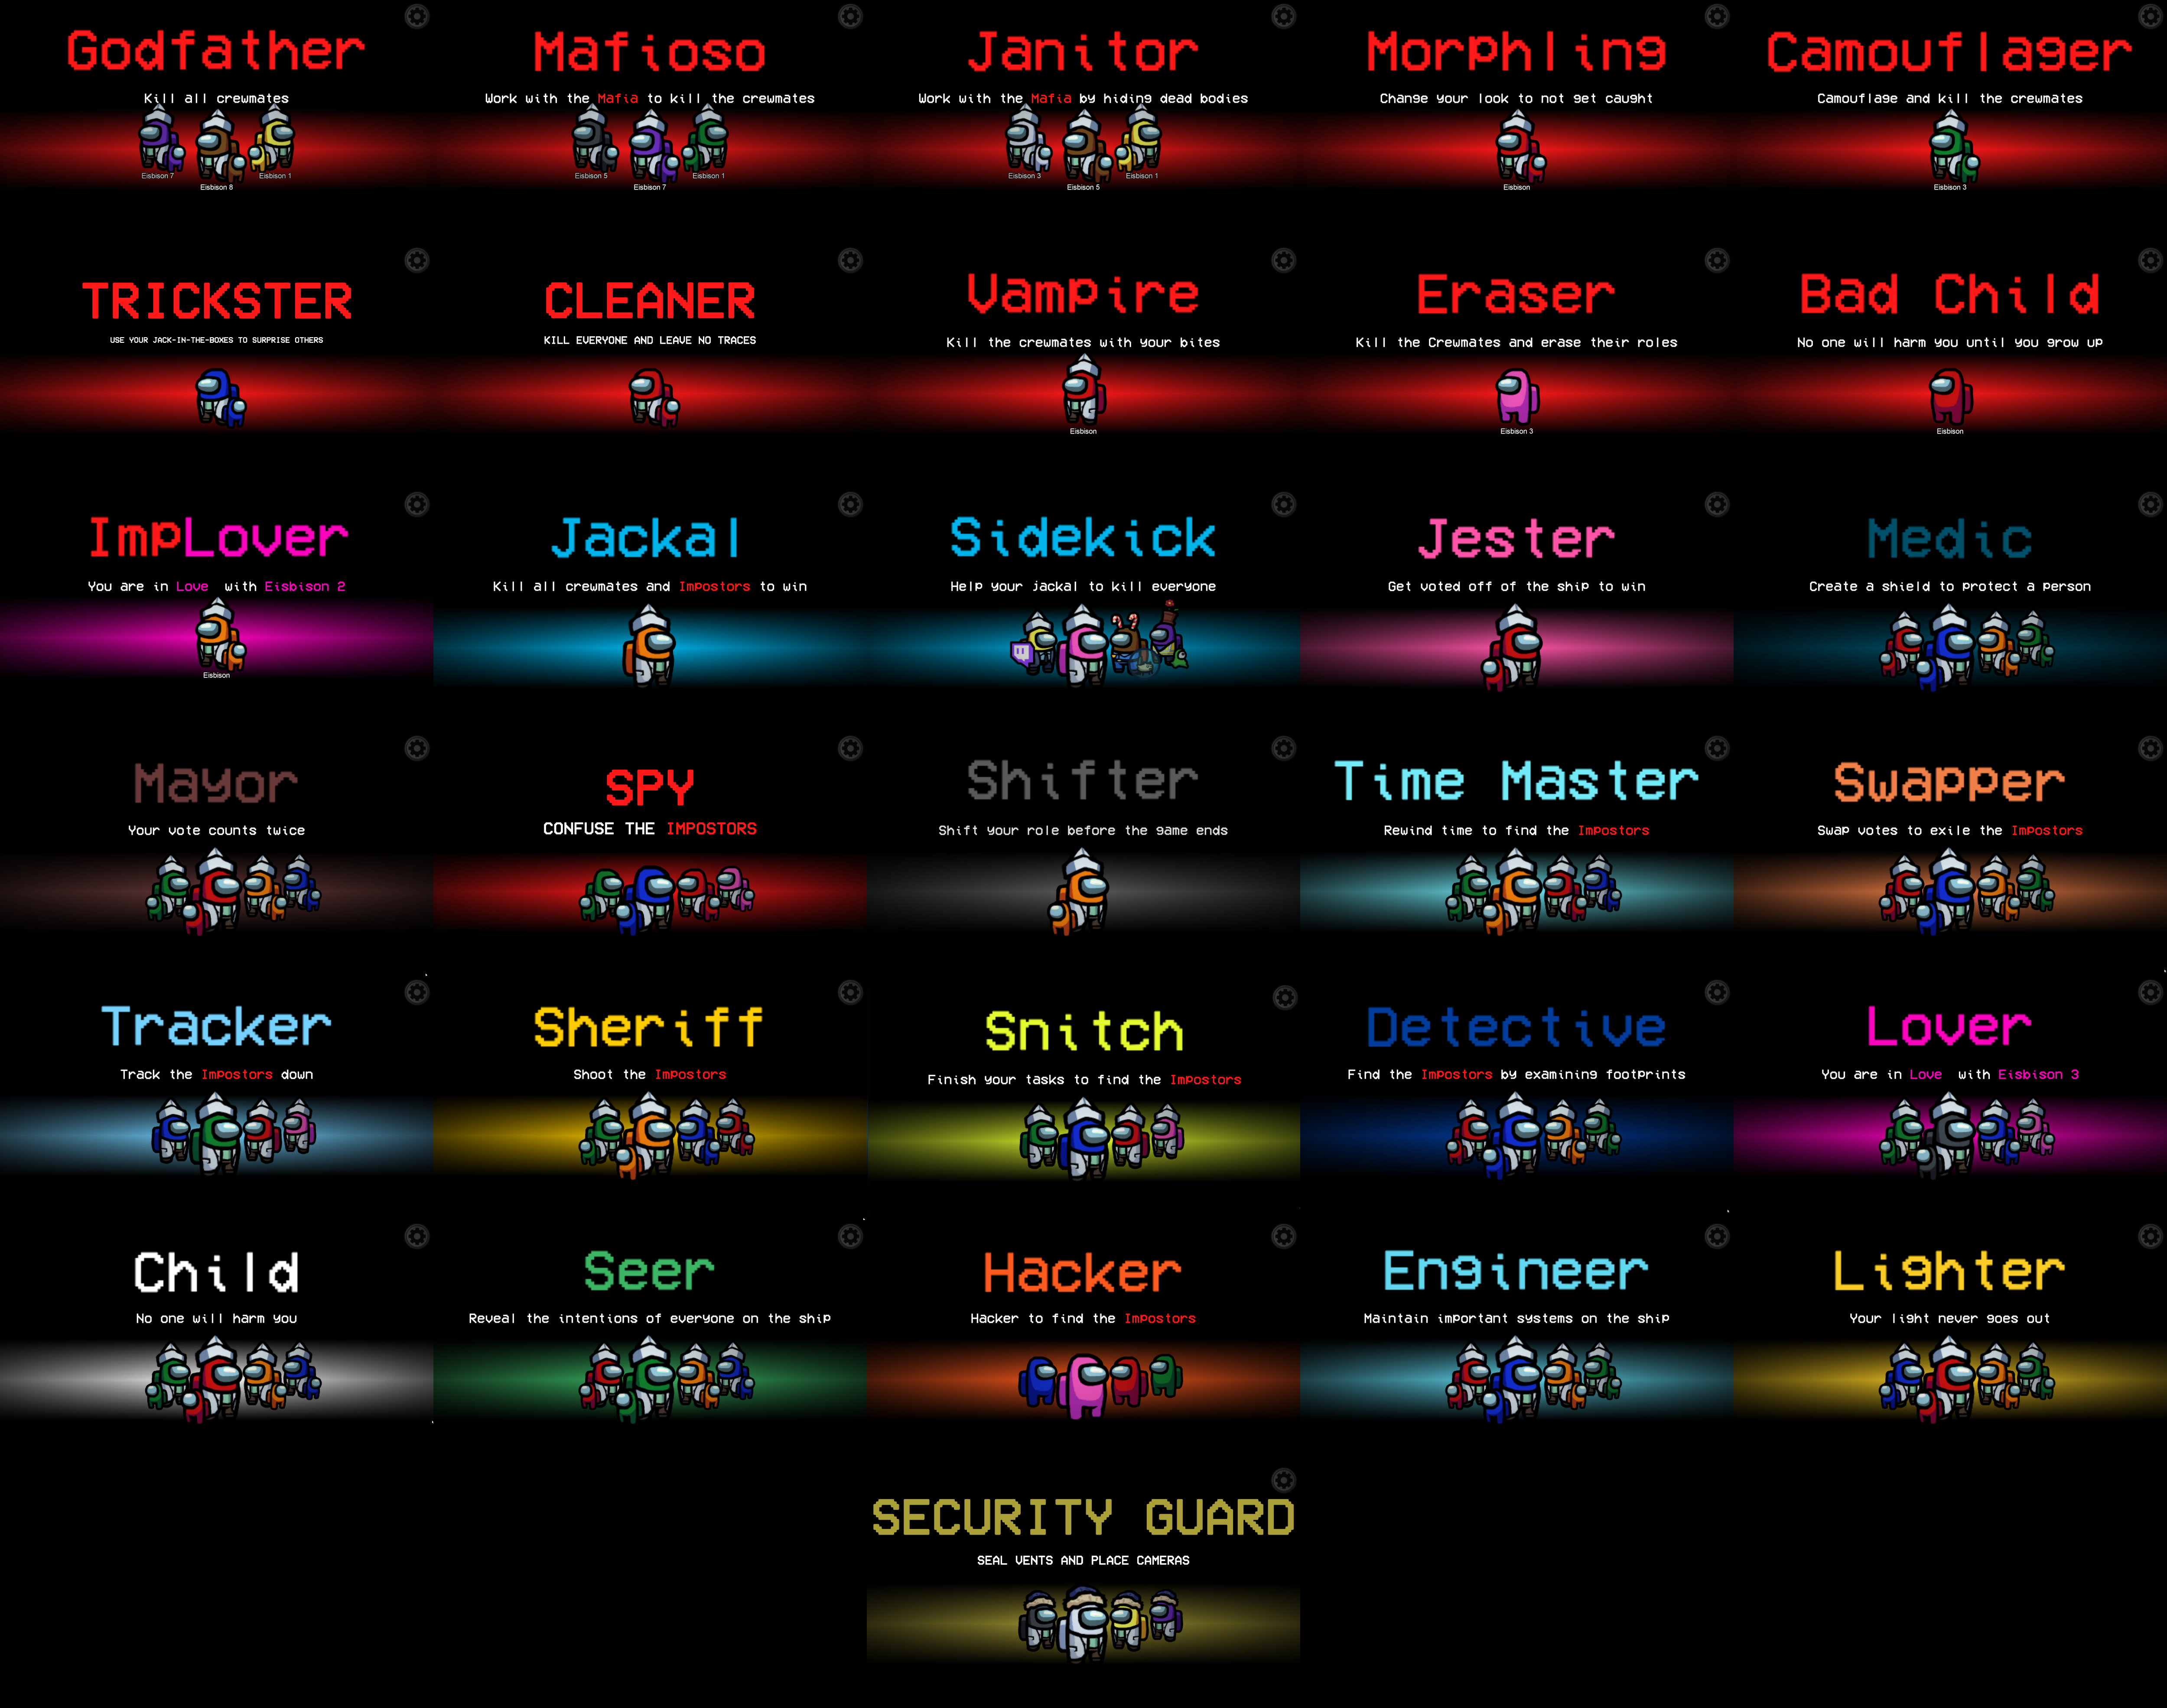 Godfather
Kill all crewmates
Eisbison 7
Eisbison 8
Eisbison 1
Mafioso
Work with the Mafia to kill the crewmates
Eisbison 5
Eisbison 7
Eisbison 1
Janitor
Work with the Mafia by hiding dead bodies
Eisbison 3
Eisbison 5
Eisbison 1
Morphling
Change your look to not get caught
Eisbison
Camouflager
Camouflage and kill the crewmates
Eisbison 3
TRICKSTER
USE YOUR JACK-IN-THE-BOXES TO SURPRISE OTHERS
CLEANER
KILL EVERYONE AND LEAVE NO TRACES
Vampire
Kill the crewmates with your bites
Eisbison
Eraser
Kill the Crewmates and erase their roles
Eisbison 3
Bad Child
No one will harm you until you grow up
Eisbison
ImpLover
You are in Love with Eisbison 2
Eisbison
Jackal
Kill all crewmates and Impostors to win
Sidekick
Help your jackal to kill everyone
Jester
Get voted off of the ship to win
Medic
Create a shield to protect a person
Mayor
Your vote counts twice
SPY
CONFUSE THE IMPOSTORS
Shifter
Shift your role before the game ends
Time Master
Rewind time to find the Impostors
Swapper
Swap votes to exile the Impostors
Tracker
Track the Impostors down
Sheriff
Shoot the Impostors
Snitch
Finish your tasks to find the Impostors
Detective
Find the Impostors by examining footprints
Lover
You are in Love with Eisbison 3
Child
No one will harm you
Seer
Reveal the intentions of everyone on the ship
Hacker
Hacker to find the Impostors
Engineer
Maintain important systems on the ship
Lighter
Your light never goes out
SECURITY GUARD
SEAL VENTS AND PLACE CAMERAS